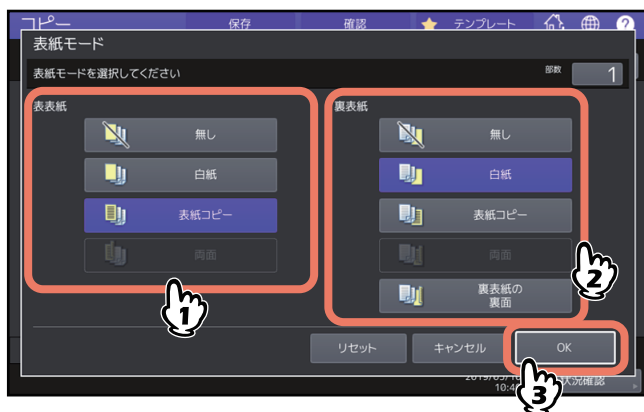 コピー 保存 確認 テンプレート ?
表紙モード
表紙モードを選択してください 部数 1
表表紙 裏表紙
無し 無し
白紙 白紙
表紙コピー 表紙コピー
両面 両面
裏表紙の
裏面
1
2
リセット キャンセル OK
状況確認
3